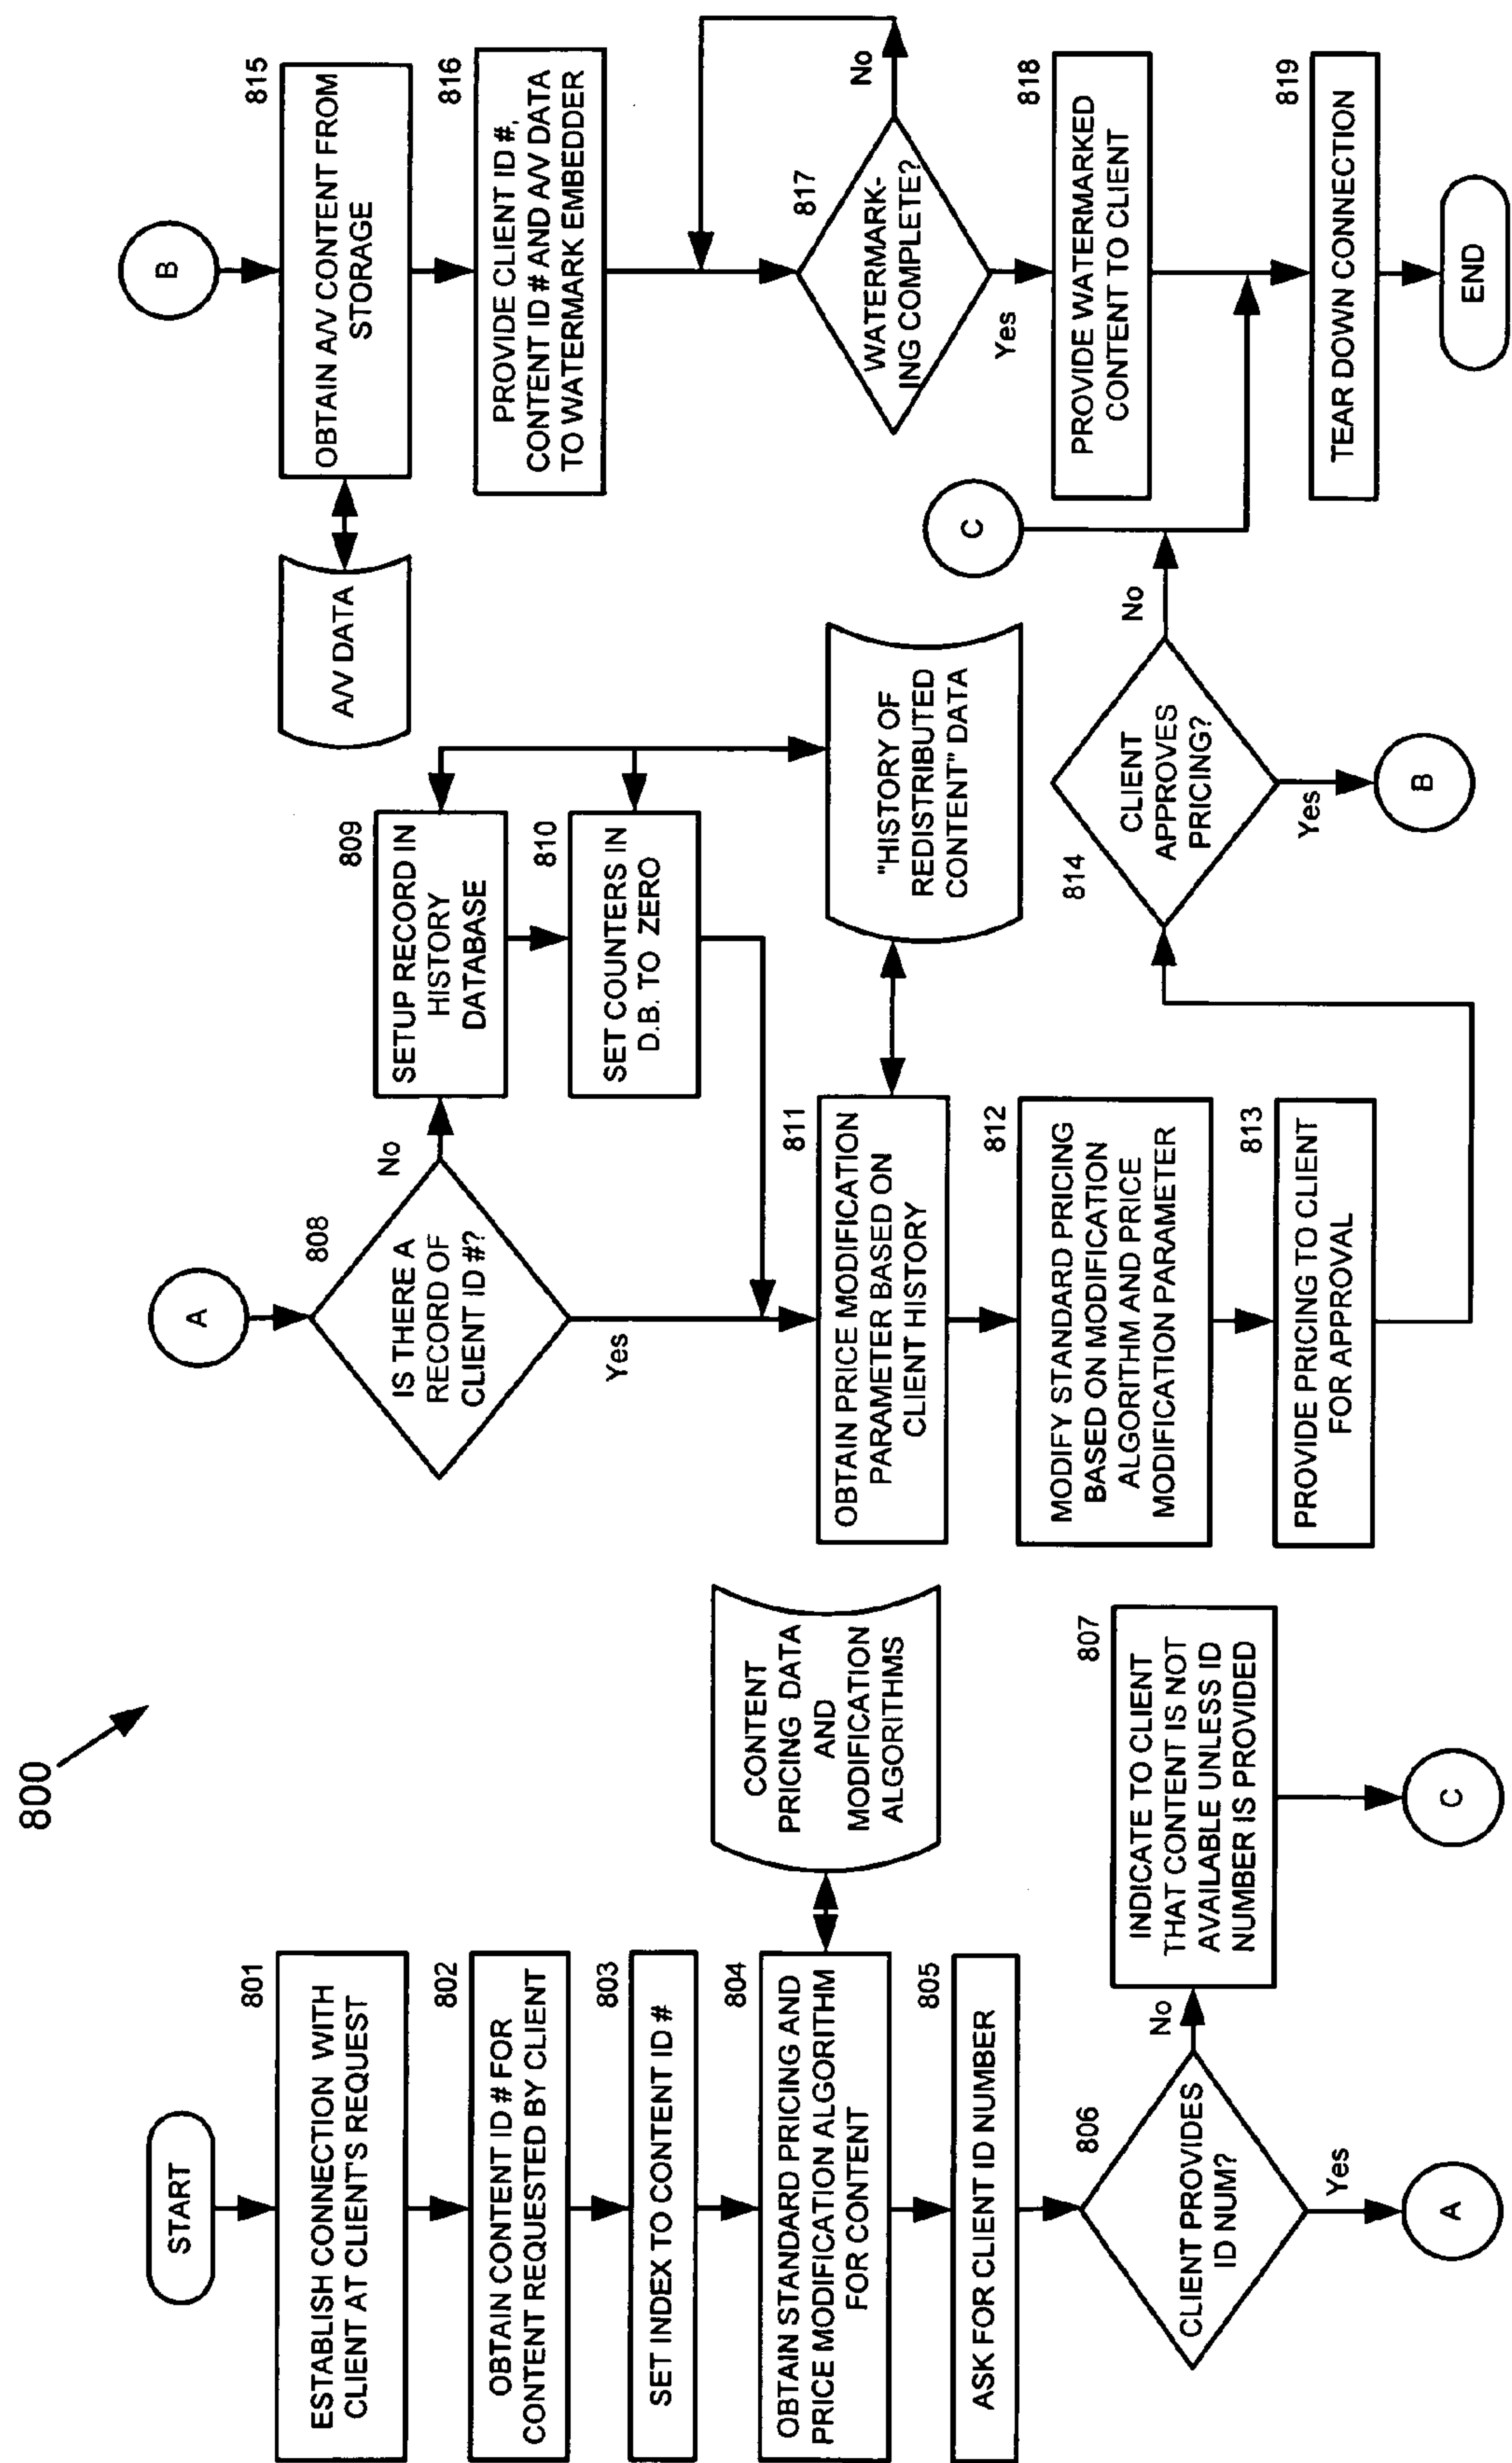 800
START
801
ESTABLISH CONNECTION WITH
CLIENT AT CLIENT'S REQUEST
802
OBTAIN CONTENT ID # FOR
CONTENT REQUESTED BY CLIENT
803
SET INDEX TO CONTENT ID #
804
OBTAIN STANDARD PRICING AND
PRICE MODIFICATION ALGORITHM
FOR CONTENT
CONTENT
PRICING DATA
AND
MODIFICATION
ALGORITHMS
805
ASK FOR CLIENT ID NUMBER
806
CLIENT PROVIDES
ID NUM?
No
Yes
A
807
INDICATE TO CLIENT
THAT CONTENT IS NOT
AVAILABLE UNLESS ID
NUMBER IS PROVIDED
C
A
808
IS THERE A
RECORD OF
CLIENT ID #?
No
Yes
809
SETUP RECORD IN
HISTORY
DATABASE
810
SET COUNTERS IN
D.B. TO ZERO
811
OBTAIN PRICE MODIFICATION
PARAMETER BASED ON
CLIENT HISTORY
"HISTORY OF
REDISTRIBUTED
CONTENT" DATA
812
MODIFY STANDARD PRICING
BASED ON MODIFICATION
ALGORITHM AND PRICE
MODIFICATION PARAMETER
813
PROVIDE PRICING TO CLIENT
FOR APPROVAL
814
CLIENT
APPROVES
PRICING?
No
Yes
B
B
815
OBTAIN A/V CONTENT FROM
STORAGE
A/V DATA
816
PROVIDE CLIENT ID #,
CONTENT ID # AND A/V DATA
TO WATERMARK EMBEDDER
817
WATERMARK-
ING COMPLETE?
No
Yes
818
PROVIDE WATERMARKED
CONTENT TO CLIENT
C
819
TEAR DOWN CONNECTION
END